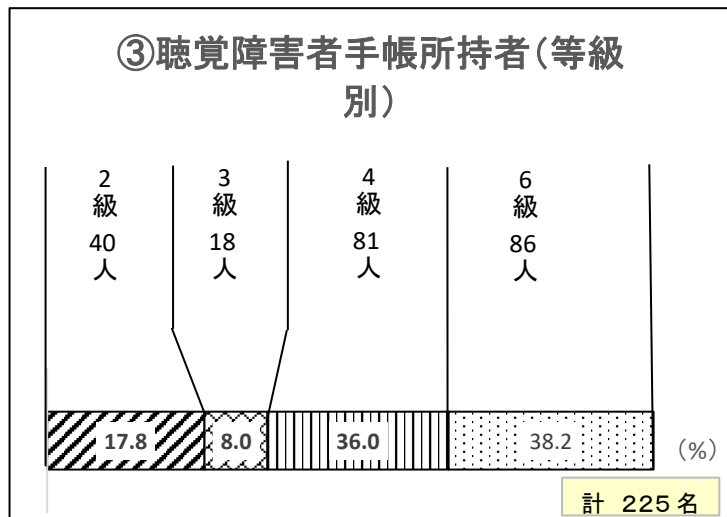 ③聴覚障害者手帳所持者（等級
別）
2
級
40
人
3
級
18
人
4
級
81
人
6
級
86
人
17.8
8.0
36.0
38.2
（%）
計 225名